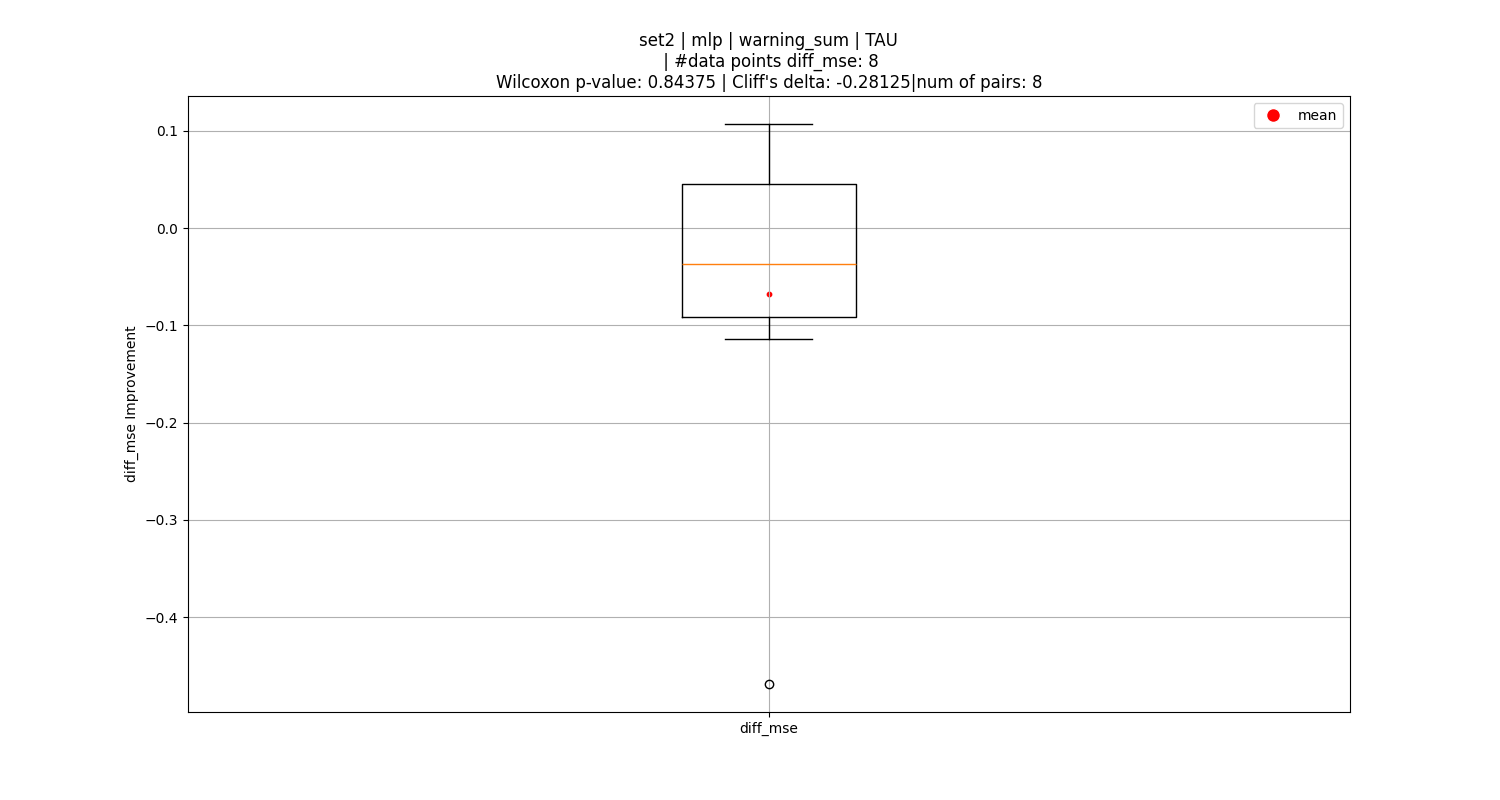 set2 | mlp | warning_sum | TAU
| #data points diff_mse: 8
Wilcoxon p-value: 0.84375 | Cliff's delta: -0.28125|num of pairs: 8
mean
0.1
0.0
−0.1
−0.2
−0.3
−0.4
diff_mse Improvement
diff_mse